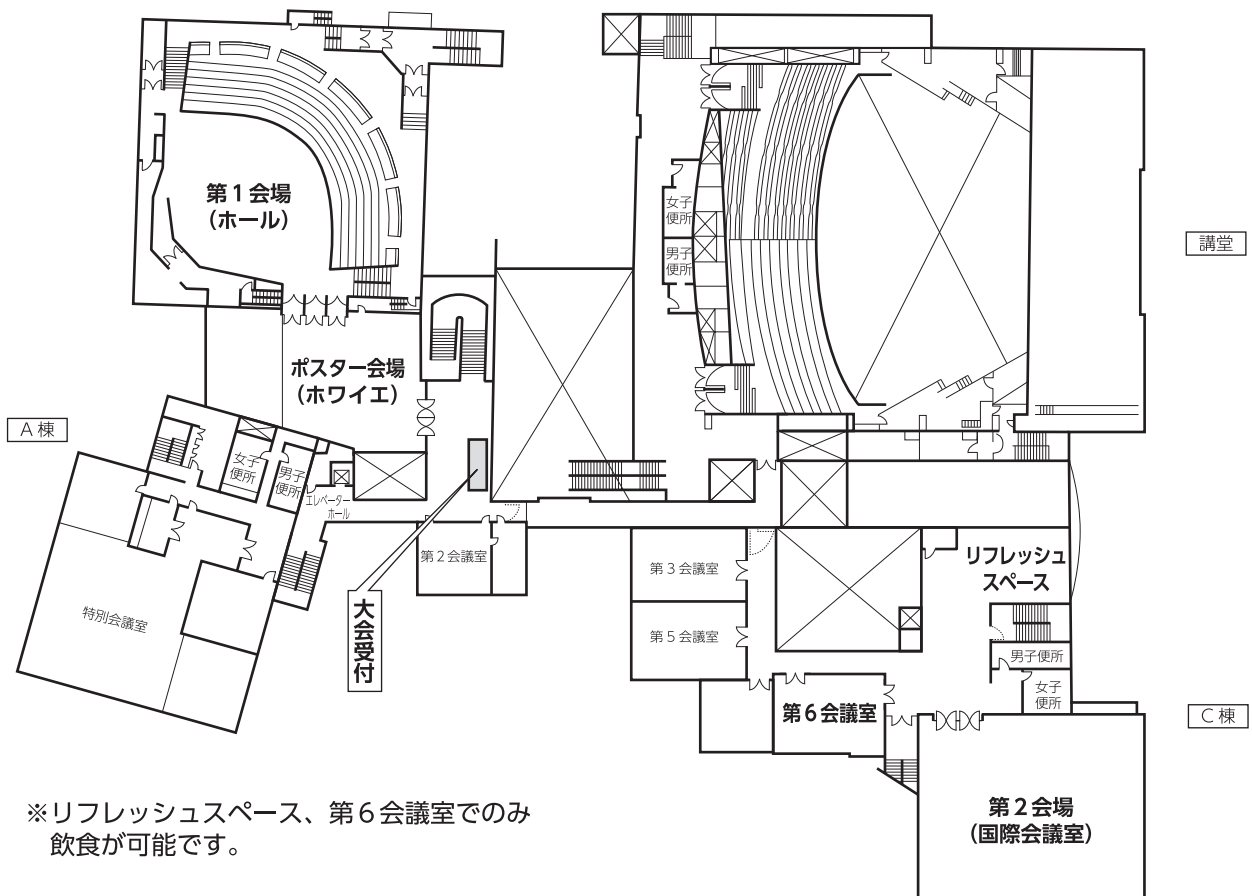 第1会場
（ホール）
女子
便所
男子
便所
講堂
ポスター会場
（ホワイエ）
A棟
女子
便所
男子
便所
エレベーター
ホール
第2会議室
大会受付
特別会議室
第3会議室
第5会議室
リフレッシュ
スペース
男子便所
女子
便所
第6会議室
C棟
第2会場
（国際会議室）
※リフレッシュスペース、第6会議室でのみ
飲食が可能です。